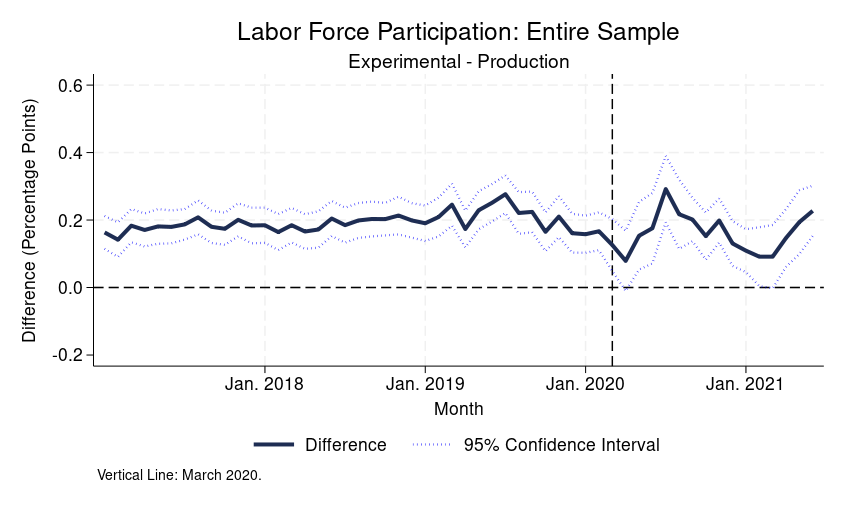 Labor Force Participation: Entire Sample
Experimental - Production
Difference (Percentage Points)
0.6
0.4
0.2
0.0
-0.2
Jan. 2018 Jan. 2019 Jan. 2020 Jan. 2021
Month
Difference 95% Confidence Interval
Vertical Line: March 2020.